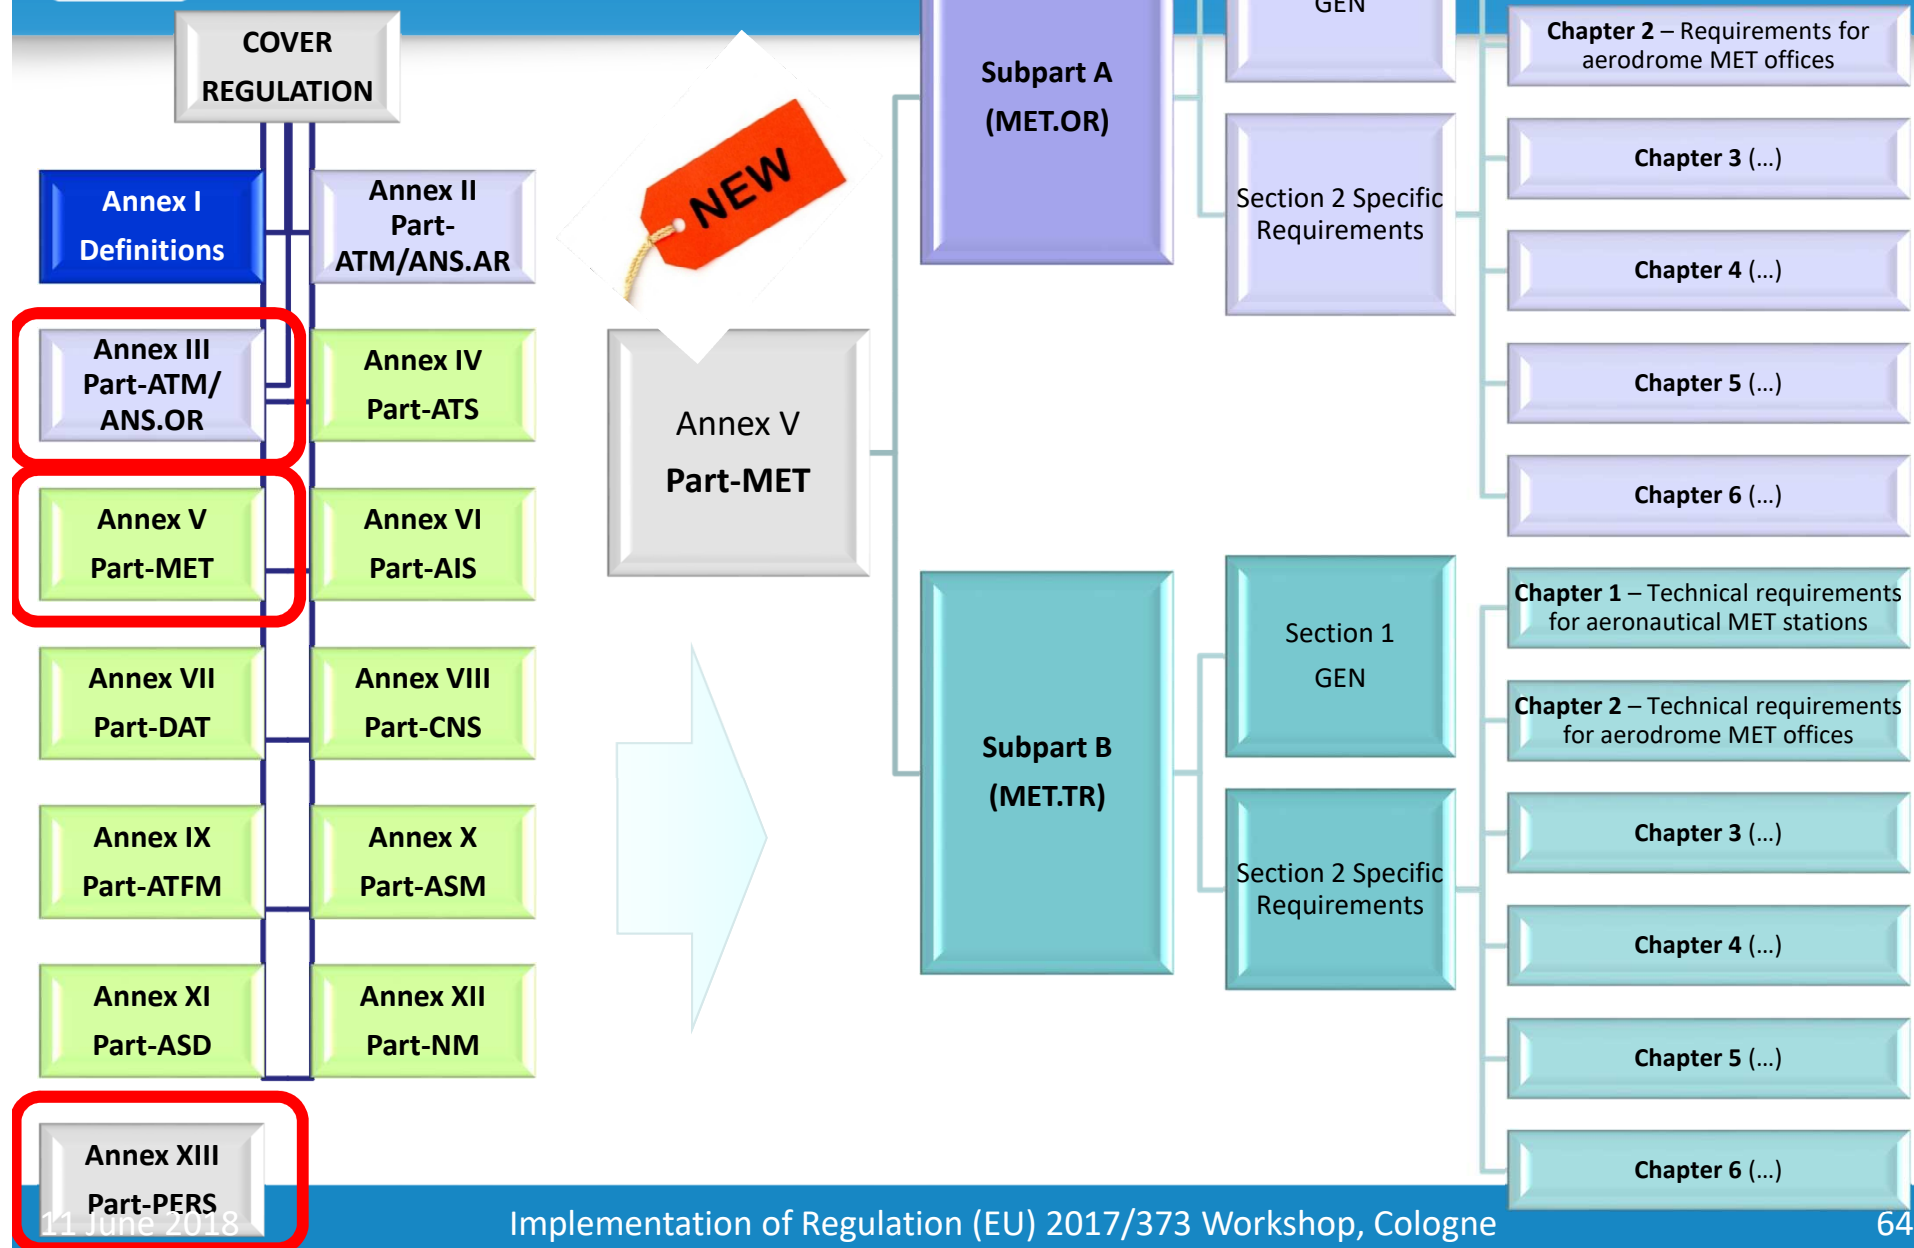 COVER
REGULATION
Annex I
Definitions
Annex II
Part-
ATM/ANS.AR
Annex III
Part-ATM/
ANS.OR
Annex IV
Part-ATS
Annex V
Part-MET
Annex VI
Part-AIS
Annex VII
Part-DAT
Annex VIII
Part-CNS
Annex IX
Part-ATFM
Annex X
Part-ASM
Annex XI
Part-ASD
Annex XII
Part-NM
Annex XIII
Part-PERS
NEW
Annex V
Part-MET
Subpart A
(MET.OR)
GEN
Section 2 Specific
Requirements
Chapter 2 – Requirements for
aerodrome MET offices
Chapter 3 (...)
Chapter 4 (...)
Chapter 5 (...)
Chapter 6 (...)
Subpart B
(MET.TR)
Section 1
GEN
Section 2 Specific
Requirements
Chapter 1 – Technical requirements
for aeronautical MET stations
Chapter 2 – Technical requirements
for aerodrome MET offices
Chapter 3 (...)
Chapter 4 (...)
Chapter 5 (...)
Chapter 6 (...)
11 June 2018
Implementation of Regulation (EU) 2017/373 Workshop, Cologne
64